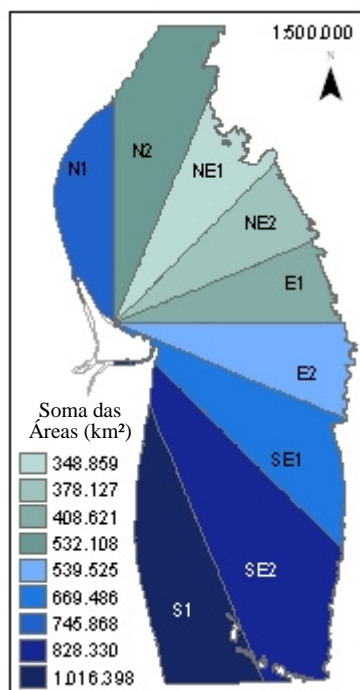 1:500.000
N
N1
N2
NE1
NE2
E1
E2
SE1
SE2
S1
Soma das
Áreas (km²)
348.859
378.127
408.621
532.108
539.525
669.486
745.868
828.330
1.016.398